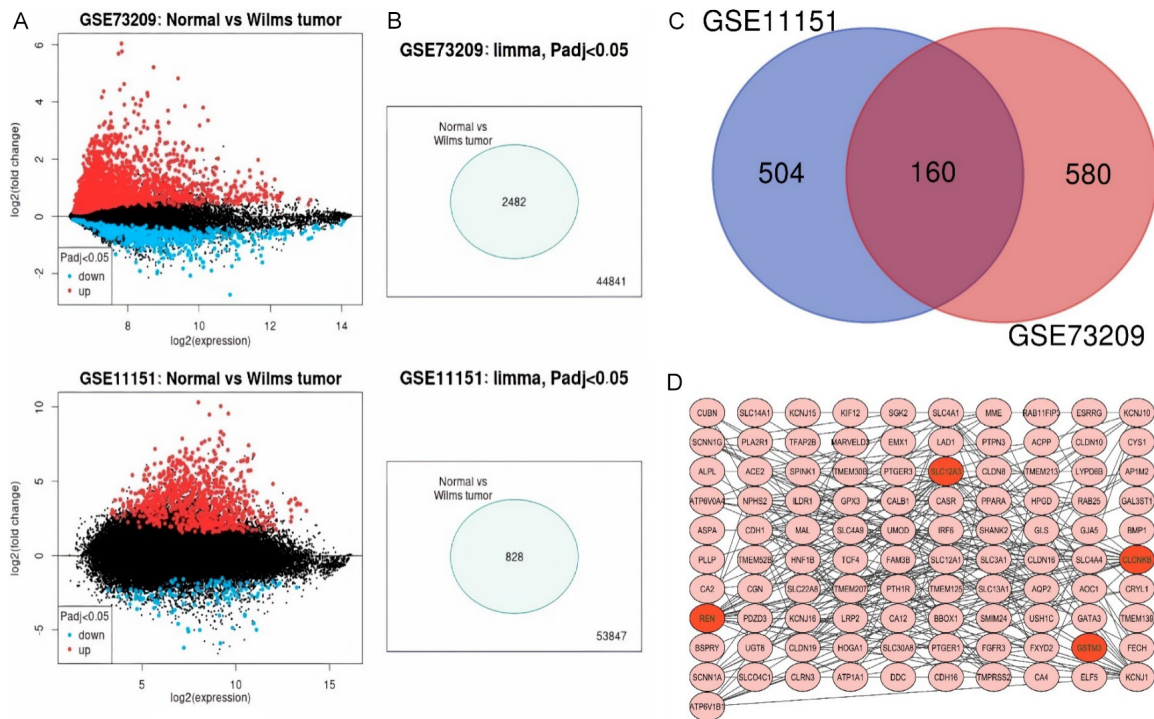 A
GSE73209: Normal vs Wilms tumor
log2(fold change)
6
4
2
0
-2
Padj<0.05
down
up
8
10
12
14
log2(expression)
GSE11151: Normal vs Wilms tumor
log2(fold change)
10
5
0
-5
Padj<0.05
down
up
5
10
15
log2(expression)
B
GSE73209: limma, Padj<0.05
Normal vs
Wilms tumor
2482
44841
GSE11151: limma, Padj<0.05
Normal vs
Wilms tumor
828
53847
C
GSE11151
504
160
580
GSE73209
D
CUBN SLC14A1 KCNJ15 KIF12 SGK2 SLC4A1 MME RAB11FIP3 ESRRG KCNJ10
SCNN1G PLA2R1 TFAP2B MARVELD3 EMX1 LAD1 PTPN3 ACPP CLDN10 CYS1
ALPL ACE2 SPINK1 TMEM30B PTGER3 SLC12A3 CLDN8 TMEM213 LYPD6B AP1M2
ATP6V0A4 NPHS2 ILDR1 GPX3 CALB1 CASR PPARA HPGD RAB25 GAL3ST1
ASPA CDH1 MAL SLC4A9 UMOD IRF6 SHANK2 GLS GJA5 BMP1
PLLP TMEM52B HNF1B TCF4 FAM3B SLC12A1 SLC3A1 CLDN16 SLC4A4 CLCNKB
CA2 CGN SLC22A8 TMEM207 PTH1R TMEM125 SLC13A1 AQP2 AOC1 CRYL1
REN PDZD3 KCNJ16 LRP2 CA12 BBOX1 SMIM24 USH1C GATA3 TMEM139
BSPRY UGT8 CLDN19 HOGA1 SLC30A8 PTGER1 FGFR3 FXYD2 GSTM3 FECH
SCNN1A SLCO4C1 CLRN3 ATP1A1 DDC CDH16 TMPRSS2 CA4 ELF5 KCNJ1
ATP6V1B1